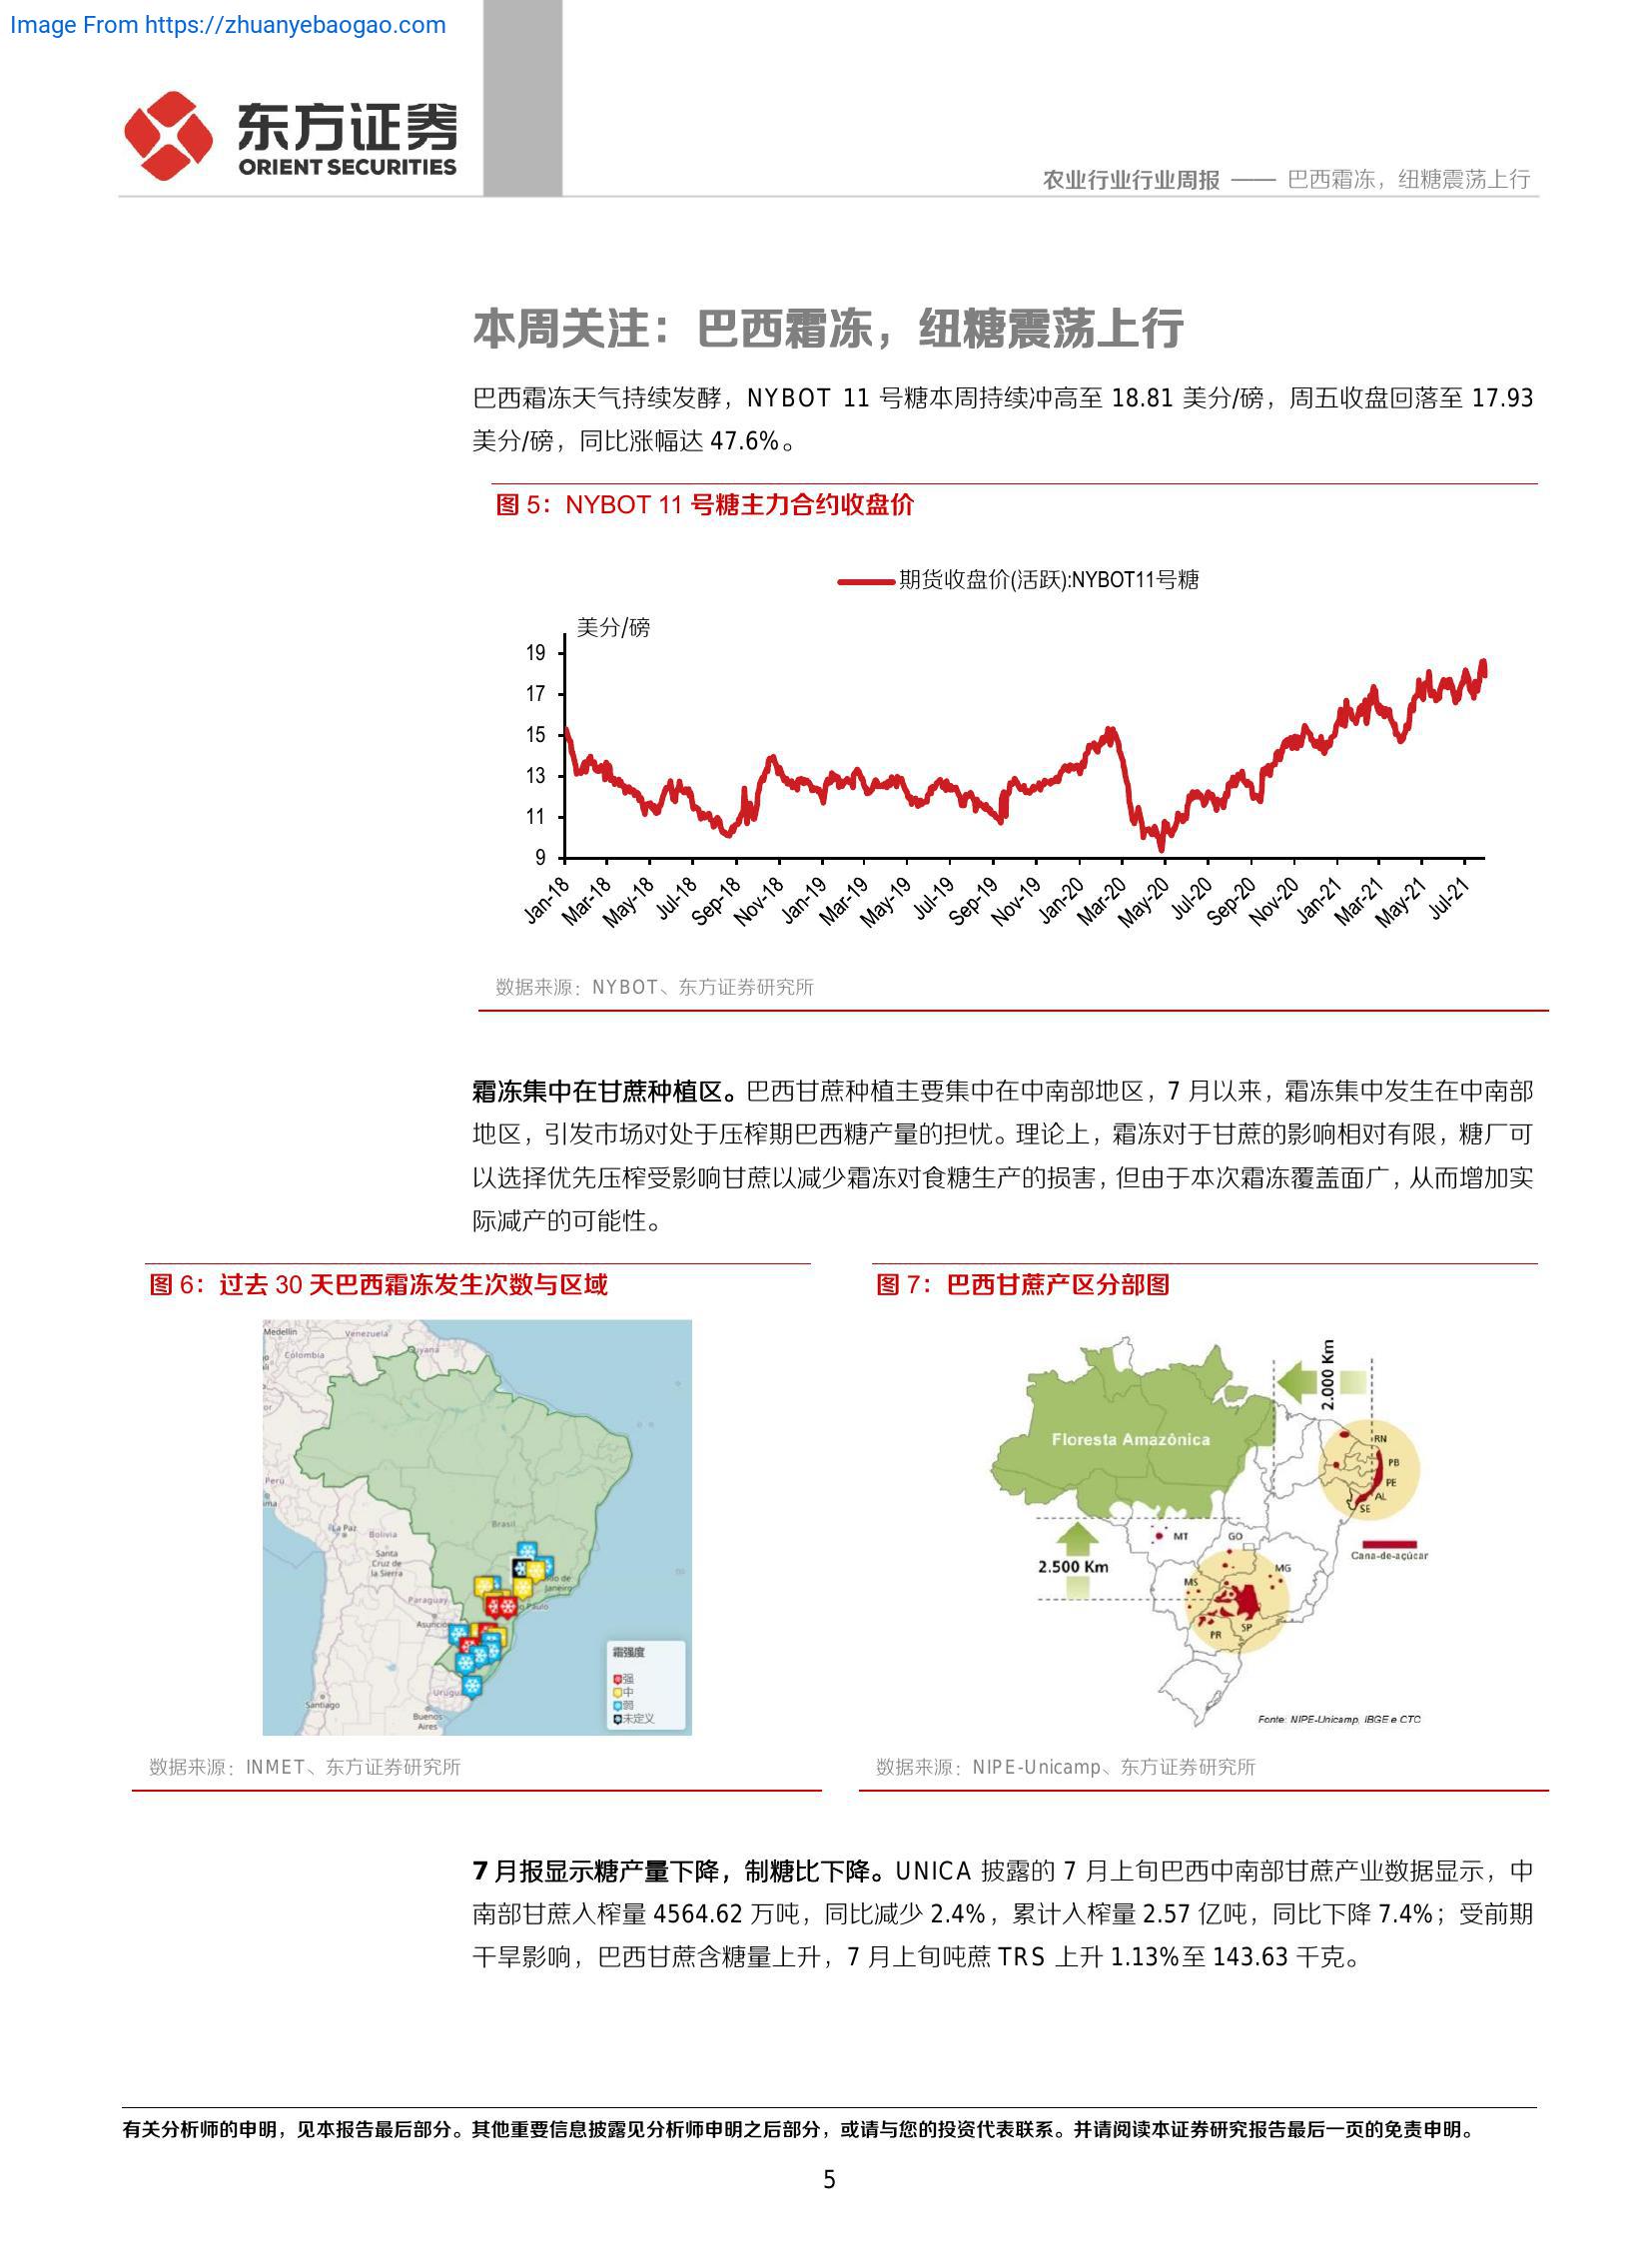 Image From https://zhuanyebaogao.com
东方证券
ORIENT SECURITIES
农业行业行业周报 —— 巴西霜冻，纽糖震荡上行
本周关注：巴西霜冻，纽糖震荡上行
巴西霜冻天气持续发酵，NYBOT 11 号糖本周持续冲高至 18.81 美分/磅，周五收盘回落至 17.93
美分/磅，同比涨幅达 47.6%。
图 5：NYBOT 11 号糖主力合约收盘价
期货收盘价(活跃):NYBOT11号糖
美分/磅
19
17
15
13
11
9
Jan-18 Mar-18 May-18 Jul-18 Sep-18 Nov-18 Jan-19 Mar-19 May-19 Jul-19 Sep-19 Nov-19 Jan-20 Mar-20 May-20 Jul-20 Sep-20 Nov-20 Jan-21 Mar-21 May-21 Jul-21
数据来源：NYBOT、东方证券研究所
霜冻集中在甘蔗种植区。巴西甘蔗种植主要集中在中南部地区，7 月以来，霜冻集中发生在中南部
地区，引发市场对处于压榨期巴西糖产量的担忧。理论上，霜冻对于甘蔗的影响相对有限，糖厂可
以选择优先压榨受影响甘蔗以减少霜冻对食糖生产的损害，但由于本次霜冻覆盖面广，从而增加实
际减产的可能性。
图 6：过去 30 天巴西霜冻发生次数与区域
Medellín
Venezuela
Guyana
Colombia
Perú
La Paz
Bolivia
Santa
Cruz de
la Sierra
Brasil
Janeiro
Paraguay
Santiago
Buenos
Aires
霜强度
强
中
弱
未定义
数据来源：INMET、东方证券研究所
图 7：巴西甘蔗产区分部图
2.000 Km
Floresta Amazônica
RN
PB
PE
AL
SE
MT
GO
Cana-de-açúcar
2.500 Km
MG
MS
SP
PR
Fonte: NIPE-Unicamp, IBGE e CTC
数据来源：NIPE-Unicamp、东方证券研究所
7 月报显示糖产量下降，制糖比下降。UNICA 披露的 7 月上旬巴西中南部甘蔗产业数据显示，中
南部甘蔗入榨量 4564.62 万吨，同比减少 2.4%，累计入榨量 2.57 亿吨，同比下降 7.4%；受前期
干旱影响，巴西甘蔗含糖量上升，7 月上旬吨蔗 TRS 上升 1.13%至 143.63 千克。
有关分析师的申明，见本报告最后部分。其他重要信息披露见分析师申明之后部分，或请与您的投资代表联系。并请阅读本证券研究报告最后一页的免责申明。
5